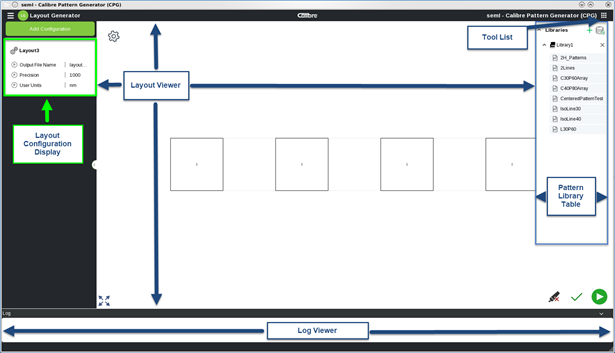 semi - Calibre Pattern Generator (CPG)
Layout Generator
Calibre
semi - Calibre Pattern Generator (CPG)
Add Configuration
Layout3
Output File Name | layout...
Precision | 1000
User Units | nm
Layout
Configuration
Display
Layout Viewer
Tool List
Libraries
Library1
2H_Patterns
2Lines
C30P60Array
C40P80Array
CenteredPatternTest
IsoLine30
IsoLine40
L30P60
Pattern
Library
Table
Log
Log Viewer